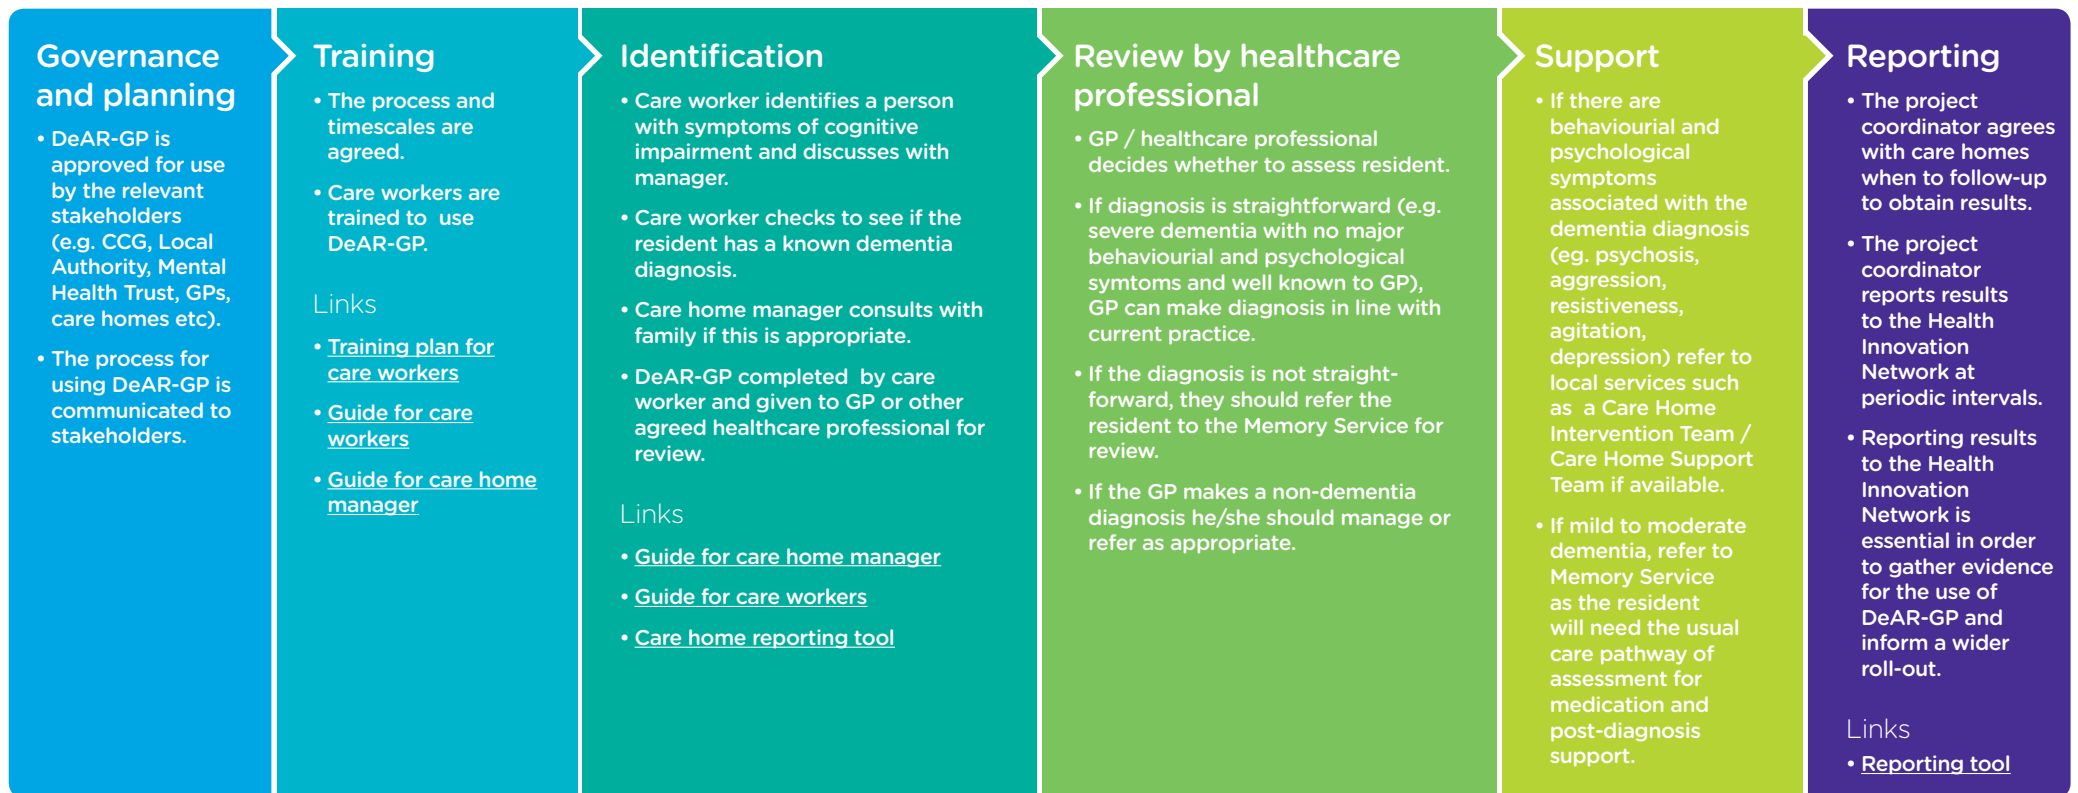 Governance
and planning
• DeAR-GP is
approved for use
by the relevant
stakeholders
(e.g. CCG, Local
Authority, Mental
Health Trust, GPs,
care homes etc).
• The process for
using DeAR-GP is
communicated to
stakeholders.
Training
• The process and
timescales are
agreed.
• Care workers are
trained to use
DeAR-GP.
Links
• Training plan for
care workers
• Guide for care
workers
• Guide for care home
manager
Identification
• Care worker identifies a person
with symptoms of cognitive
impairment and discusses with
manager.
• Care worker checks to see if the
resident has a known dementia
diagnosis.
• Care home manager consults with
family if this is appropriate.
• DeAR-GP completed by care
worker and given to GP or other
agreed healthcare professional for
review.
Links
• Guide for care home manager
• Guide for care workers
• Care home reporting tool
Review by healthcare
professional
• GP / healthcare professional
decides whether to assess resident.
• If diagnosis is straightforward (e.g.
severe dementia with no major
behaviourial and psychological
symtoms and well known to GP),
GP can make diagnosis in line with
current practice.
• If the diagnosis is not straight-
forward, they should refer the
resident to the Memory Service for
review.
• If the GP makes a non-dementia
diagnosis he/she should manage or
refer as appropriate.
Support
• If there are
behaviourial and
psychological
symptoms
associated with the
dementia diagnosis
(eg. psychosis,
aggression,
resistiveness,
agitation,
depression) refer to
local services such
as a Care Home
Intervention Team /
Care Home Support
Team if available.
• If mild to moderate
dementia, refer to
Memory Service
as the resident
will need the usual
care pathway of
assessment for
medication and
post-diagnosis
support.
Reporting
• The project
coordinator agrees
with care homes
when to follow-up
to obtain results.
• The project
coordinator
reports results
to the Health
Innovation
Network at
periodic intervals.
• Reporting results
to the Health
Innovation
Network is
essential in order
to gather evidence
for the use of
DeAR-GP and
inform a wider
roll-out.
Links
• Reporting tool